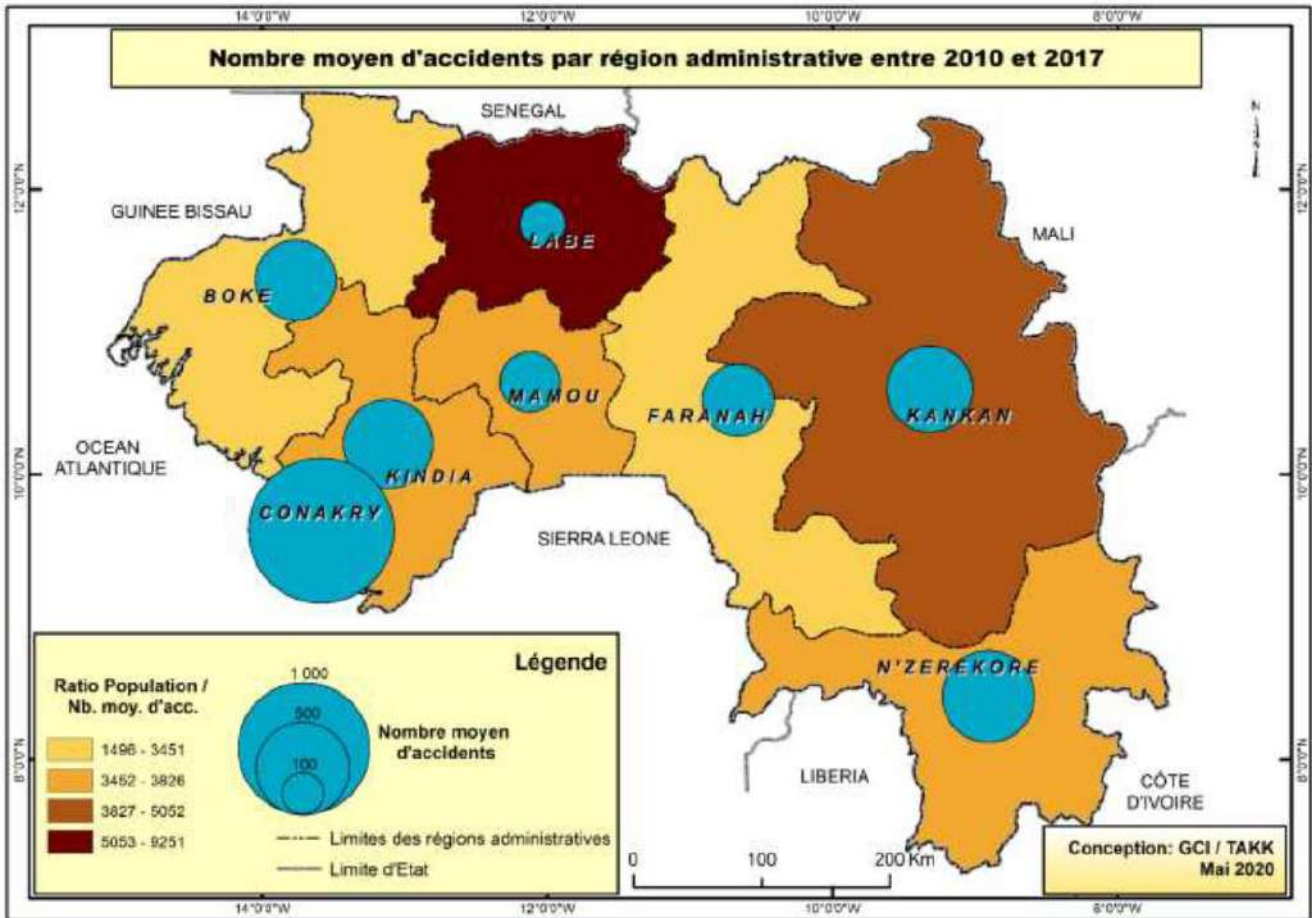 14°0'0"W 12°0'0"W 10°0'0"W 8°0'0"W
Nombre moyen d'accidents par région administrative entre 2010 et 2017
SENEGAL
N
12°0'0"N
12°0'0"N
GUINEE BISSAU
MALI
LABE
BOKE
MAMOU
FARANAH
KANKAN
OCEAN
ATLANTIQUE
10°0'0"N
10°0'0"N
KINDIA
CONAKRY
SIERRA LEONE
N'ZEREKORE
LIBERIA
CÔTE
D'IVOIRE
8°0'0"N
8°0'0"N
Légende
Ratio Population /
Nb. moy. d'acc.
1496 - 3451
3452 - 3826
3827 - 5052
5053 - 9251
1 000
500
100
Nombre moyen
d'accidents
Limites des régions administratives
Limite d'Etat
0 100 200 Km
Conception: GCI / TAKK
Mai 2020
14°0'0"W 12°0'0"W 10°0'0"W 8°0'0"W